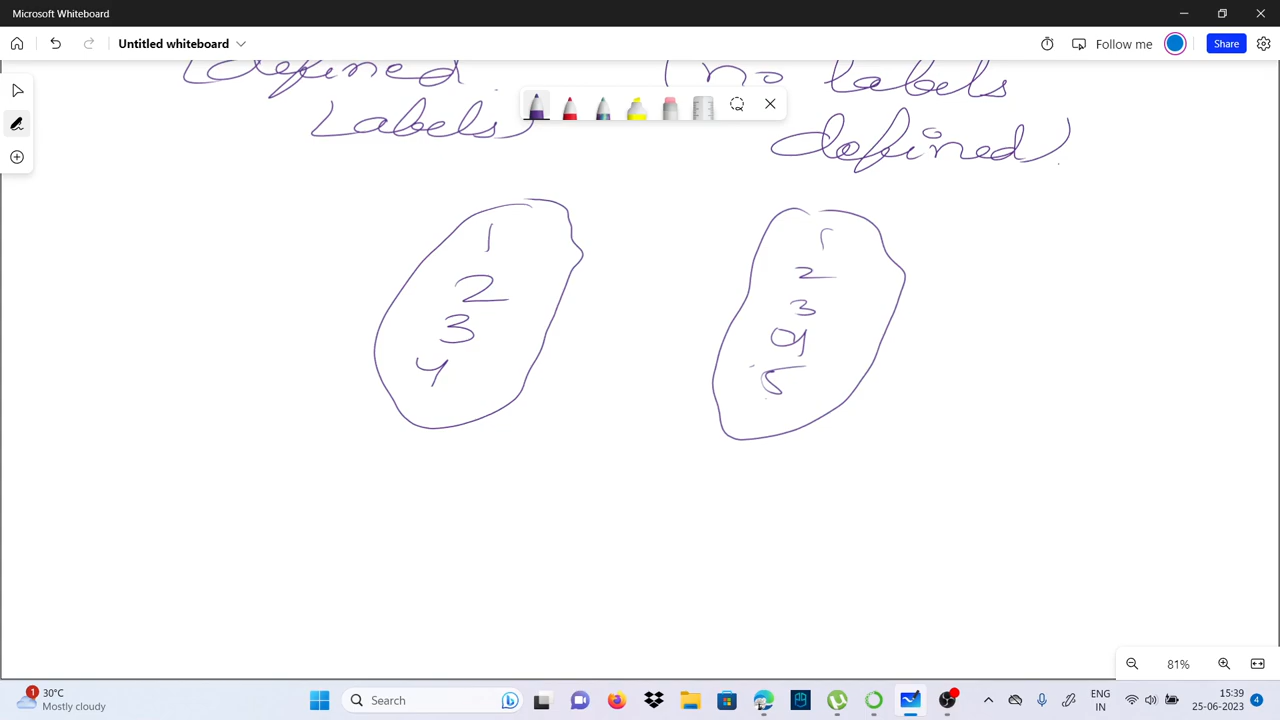 Microsoft Whiteboard
Untitled whiteboard
Follow me
Share
(defined
Labels)
(no labels
defined)
1
2
3
4
1
2
3
5
81%
1
30°C
Mostly cloudy
Search
ENG
IN
15:39
25-06-2023
4